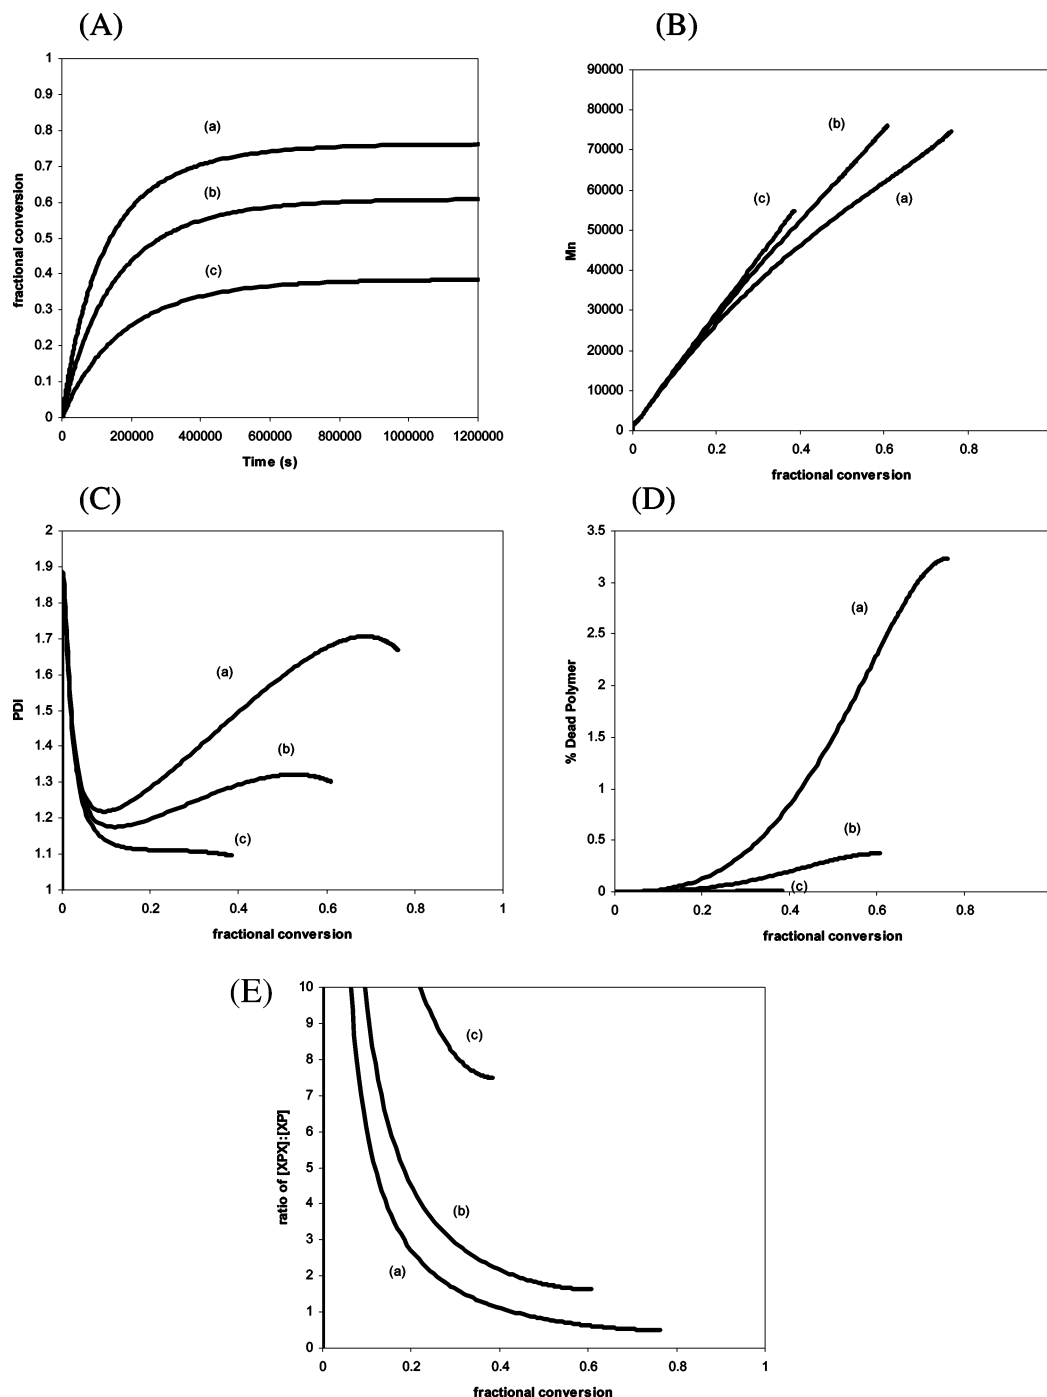 (A)
1
0.9
0.8
0.7
0.6
0.5
0.4
0.3
0.2
0.1
0
fractional conversion
(a)
(b)
(c)
0 200000 400000 600000 800000 1000000 1200000
Time (s)
(B)
90000
80000
70000
60000
50000
40000
30000
20000
10000
0
Mn
(b)
(c)
(a)
0 0.2 0.4 0.6 0.8
fractional conversion
(C)
2
1.9
1.8
1.7
1.6
1.5
1.4
1.3
1.2
1.1
1
PDI
(a)
(b)
(c)
0 0.2 0.4 0.6 0.8 1
fractional conversion
(D)
3.5
3
2.5
2
1.5
1
0.5
0
% Dead Polymer
(a)
(b)
(c)
0 0.2 0.4 0.6 0.8
fractional conversion
(E)
10
9
8
7
6
5
4
3
2
1
0
ratio of [XPX]:[XP]
(c)
(b)
(a)
0 0.2 0.4 0.6 0.8 1
fractional conversion